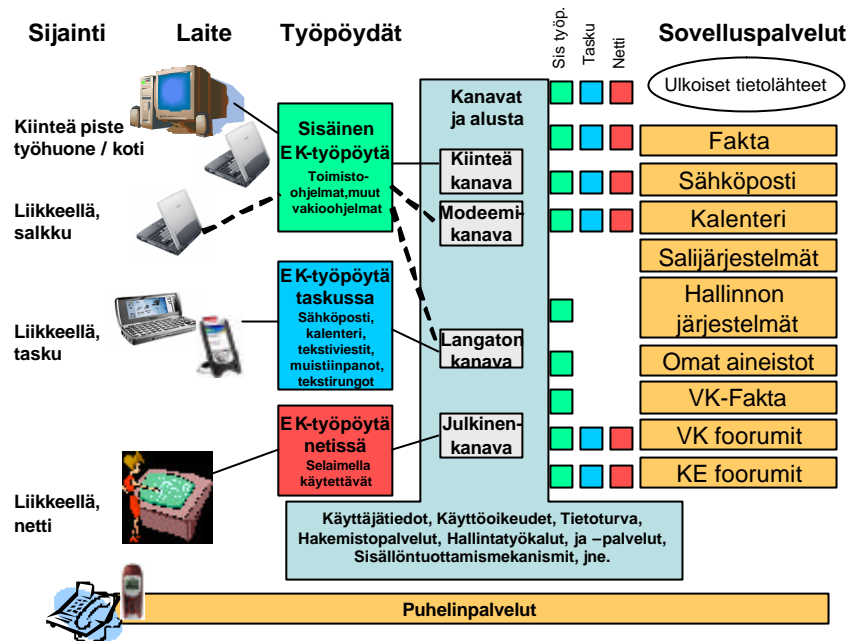 Sijainti
Laite
Työpöydät
Sis työp.
Tasku
Netti
Sovelluspalvelut
Kiinteä piste
työhuone / koti
Liikkeellä,
salkku
Liikkeellä,
tasku
Liikkeellä,
netti
Sisäinen
EK-työpöytä
Toimisto-
ohjelmat,muut
vakioohjelmat
EK-työpöytä
taskussa
Sähköposti,
kalenteri,
tekstiviestit,
muistiinpanot,
tekstirungot
EK-työpöytä
netissä
Selaimella
käytettävät
Kanavat
ja alusta
Kiinteä
kanava
Modeemi-
kanava
Langaton
kanava
Julkinen-
kanava
Ulkoiset tietolähteet
Fakta
Sähköposti
Kalenteri
Salijärjestelmät
Hallinnon
järjestelmät
Omat aineistot
VK-Fakta
VK foorumit
KE foorumit
Käyttäjätiedot, Käyttöoikeudet, Tietoturva,
Hakemistopalvelut, Hallintatyökalut, ja –palvelut,
Sisällöntuottamismekanismit, jne.
Puhelinpalvelut